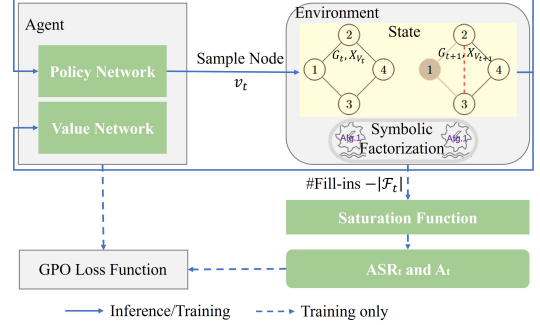 Agent
Policy Network
Value Network
Sample Node
v_t
Environment
State
G_t, X_{V_t}
1
2
3
4
G_{t+1}, X_{V_{t+1}}
1
2
3
4
Alg.1
Symbolic
Factorization
Alg.1
#Fill-ins −|ℱ_t|
Saturation Function
ASR_t and A_t
GPO Loss Function
Inference/Training
Training only